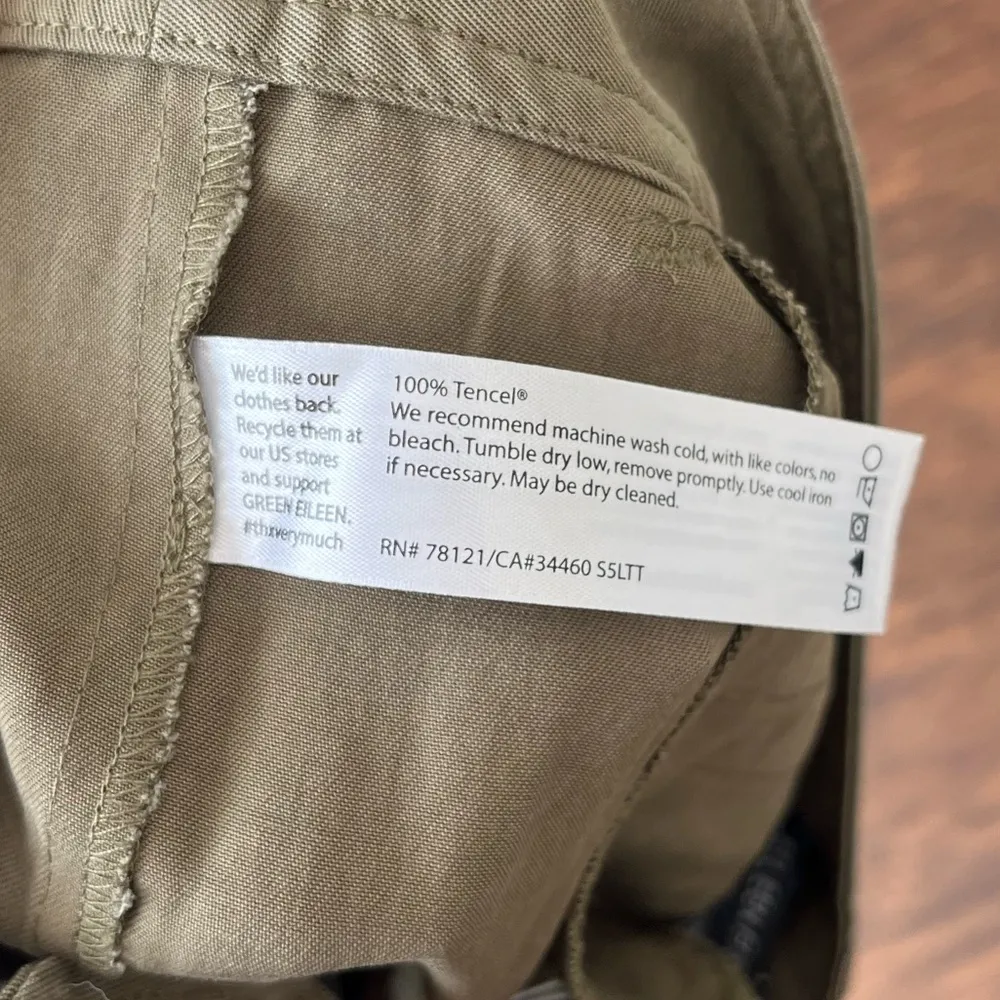 We'd like our
clothes back.
Recycle them at
our US stores
and support
GREEN EILEEN.
#thxverymuch
100% Tencel®
We recommend machine wash cold, with like colors, no
bleach. Tumble dry low, remove promptly. Use cool iron
if necessary. May be dry cleaned.
RN# 78121/CA#34460 S5LTT